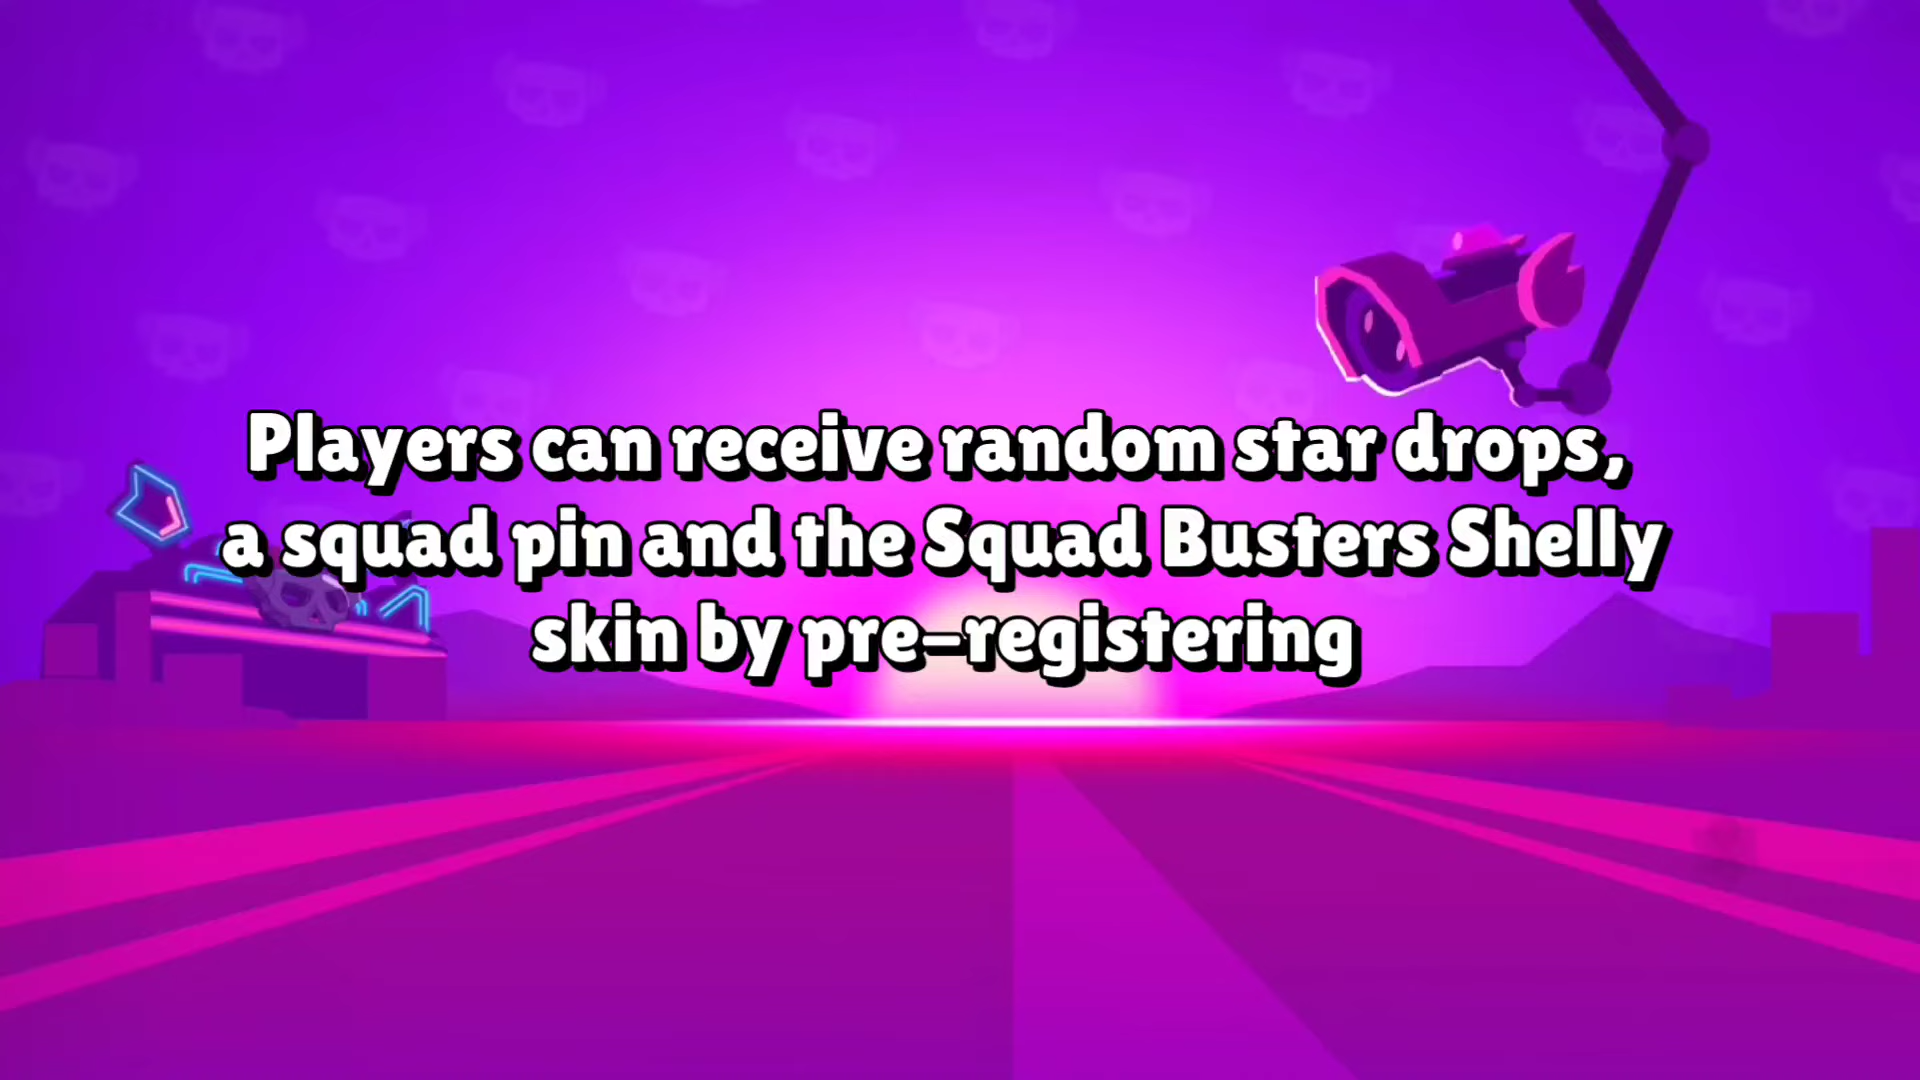 Players can receive random star drops,
a squad pin and the Squad Busters Shelly
skin by pre-registering